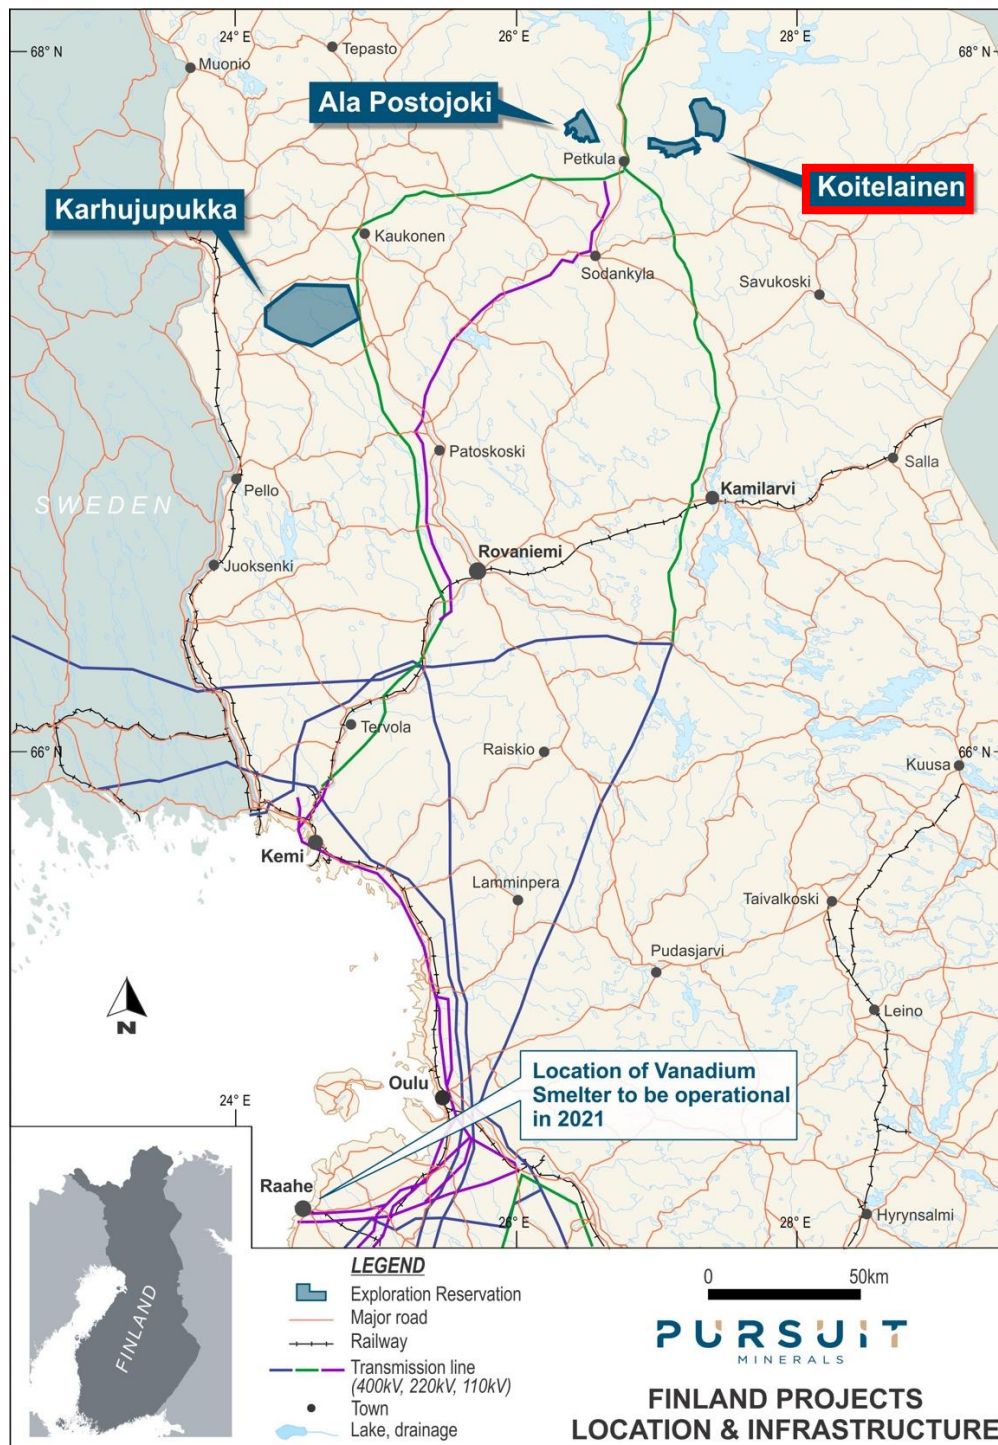 24° E
26° E
28° E
68° N
68° N
Tepasto
Muonio
Ala Postojoki
Petkula
Koitelainen
Karhujupukka
Kaukonen
Sodankyla
Savukoski
Patoskoski
Salla
Pello
Kamilarvi
SWEDEN
Rovaniemi
Juoksenki
Tervola
66° N
Raiskio
66° N
Kuusa
Kemi
Lamminpera
Taivalkoski
Pudasjarvi
N
Leino
Location of Vanadium
Smelter to be operational
in 2021
Oulu
24° E
Raahe
26° E
28° E
Hyrynsalmi
FINLAND
LEGEND
Exploration Reservation
Major road
Railway
Transmission line
(400kV, 220kV, 110kV)
Town
Lake, drainage
0 50km
PURSUIT
MINERALS
FINLAND PROJECTS
LOCATION & INFRASTRUCTURE